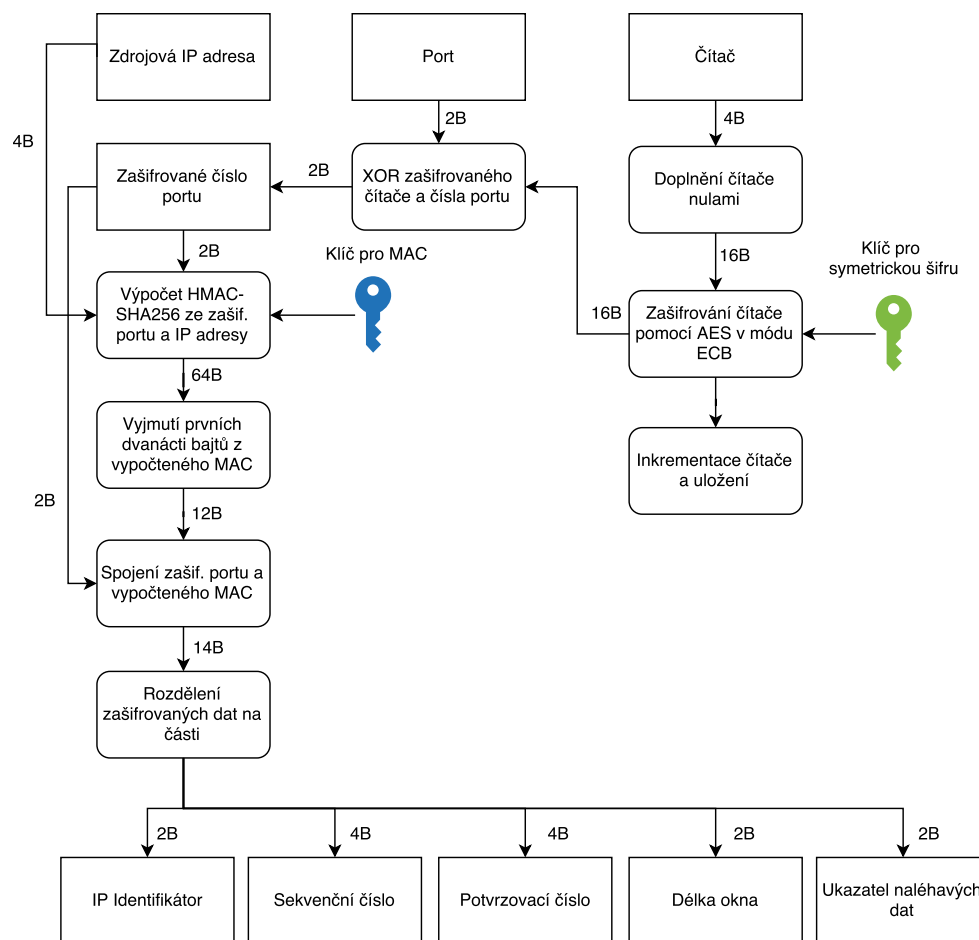 Zdrojová IP adresa
Port
Čítač
4B
2B
4B
Zašifrované číslo
portu
2B
XOR zašifrovaného
čítače a čísla portu
Doplnění čítače
nulami
2B
Klíč pro MAC
16B
Klíč pro
symetrickou šifru
Výpočet HMAC-
SHA256 ze zašif.
portu a IP adresy
16B
Zašifrování čítače
pomocí AES v módu
ECB
64B
Vyjmutí prvních
dvanácti bajtů z
vypočteného MAC
Inkrementace čítače
a uložení
2B
12B
Spojení zašif. portu a
vypočteného MAC
14B
Rozdělení
zašifrovaných dat na
části
2B
4B
4B
2B
2B
IP Identifikátor
Sekvenční číslo
Potvrzovací číslo
Délka okna
Ukazatel naléhavých
dat